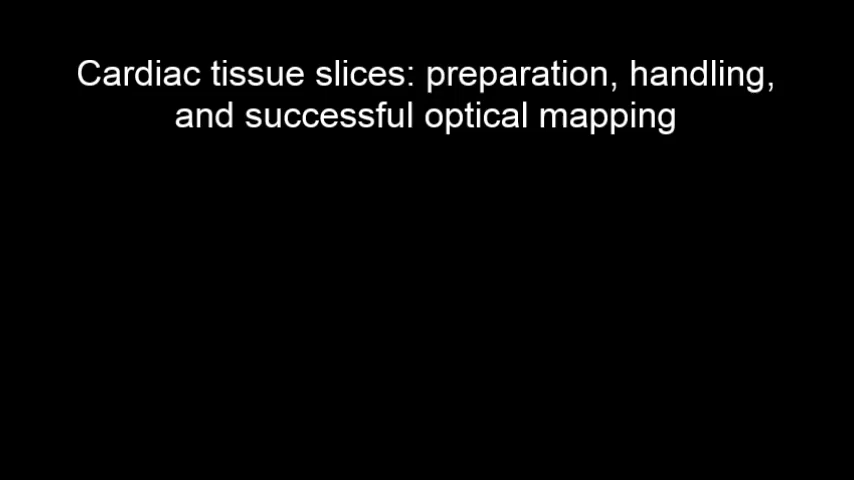 Cardiac tissue slices: preparation, handling,
and successful optical mapping